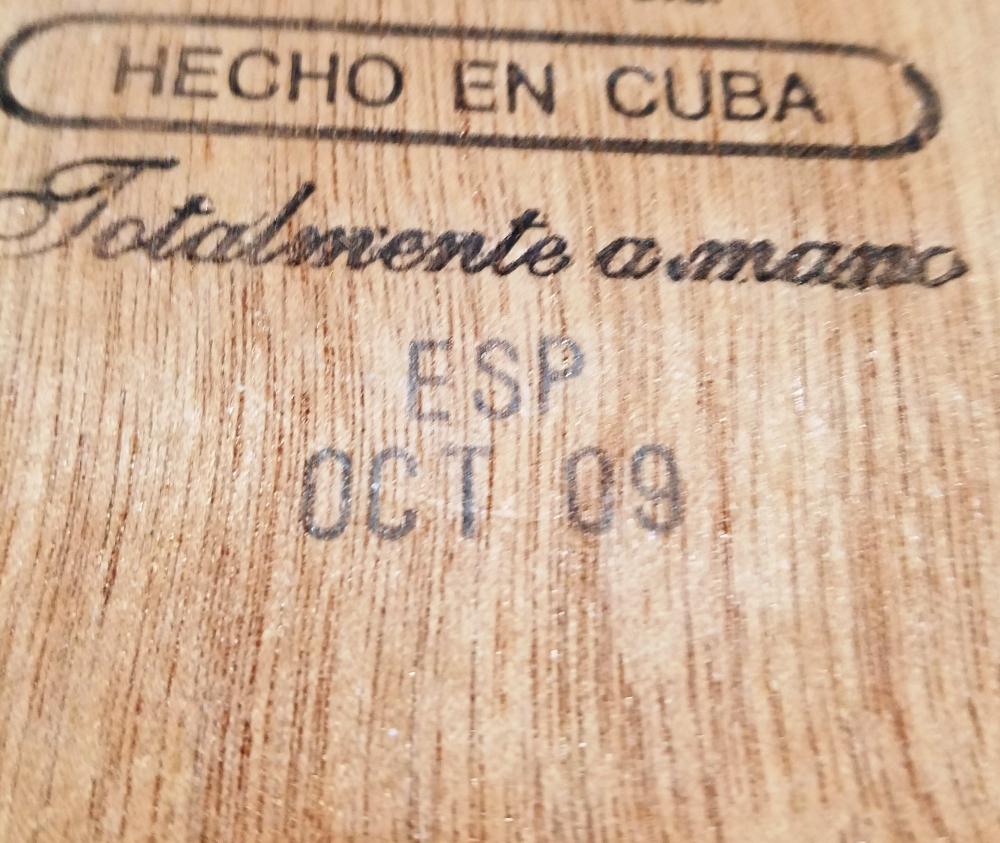 HECHO EN CUBA
Totalmente a mano
ESP
OCT 09